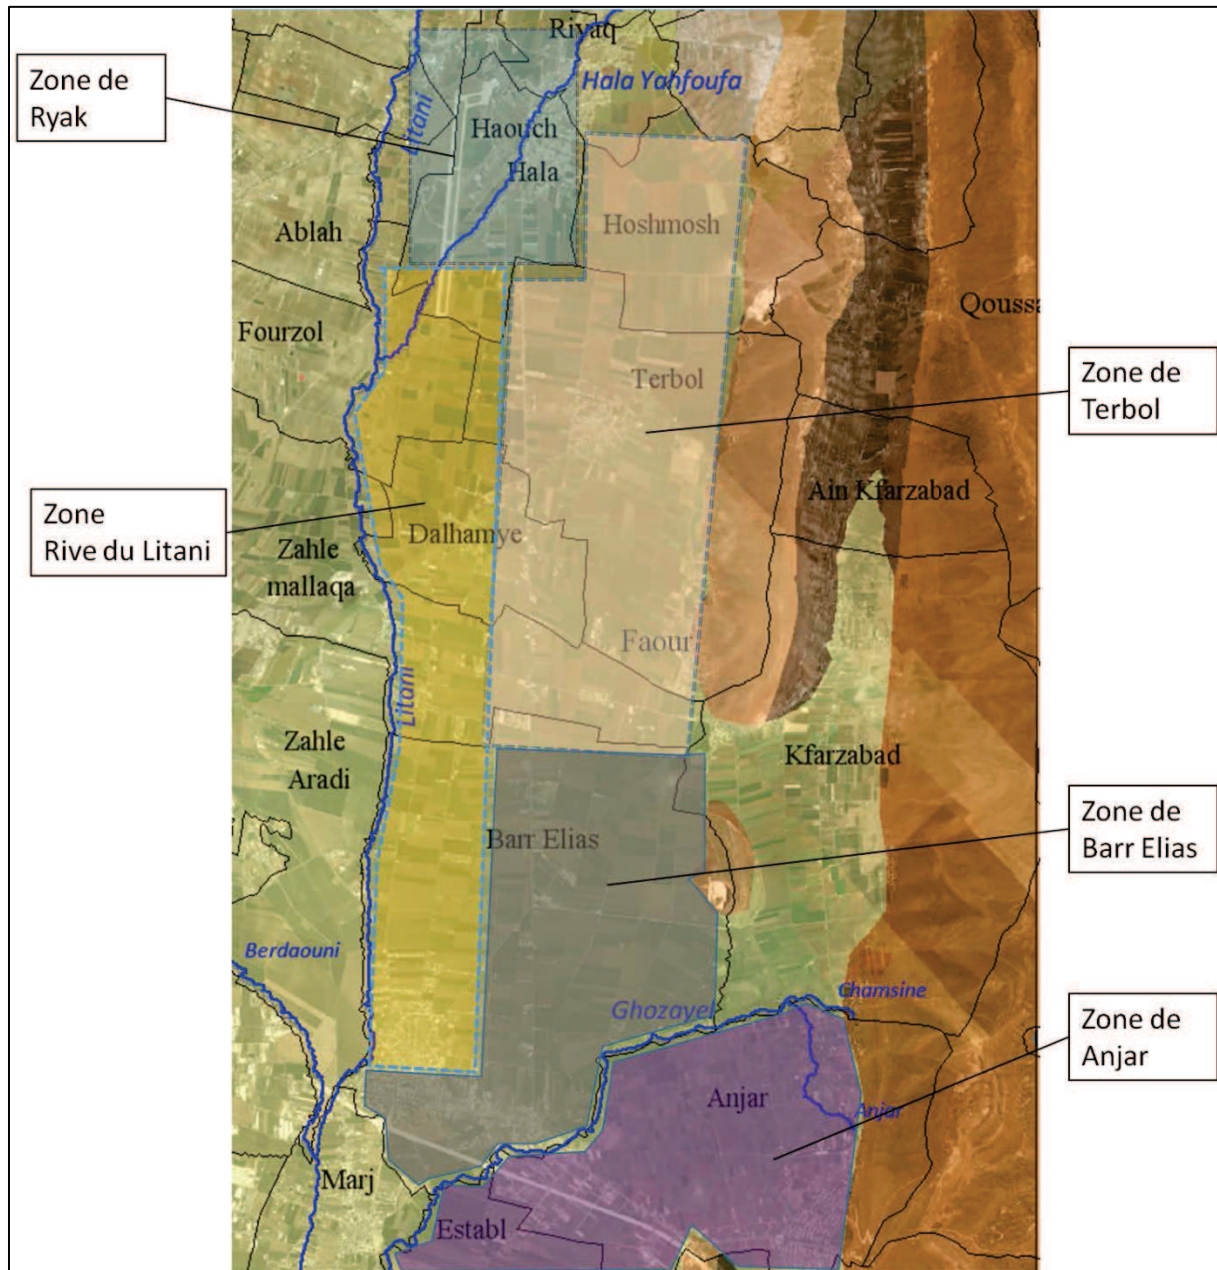 Riyaq
Zone de
Ryak
Hala Yahfoufa
Litani
Haouch
Hala
Ablah
Hoshmosh
Fourzol
Qoussa
Terbol
Zone de
Terbol
Ain Kfarzabad
Zone
Rive du Litani
Dalhamye
Zahle
mallaqa
Faour
Litani
Zahle
Aradi
Kfarzabad
Zone de
Barr Elias
Barr Elias
Berdaouni
Chamsine
Ghozayel
Zone de
Anjar
Anjar
Anjar
Marj
Establ